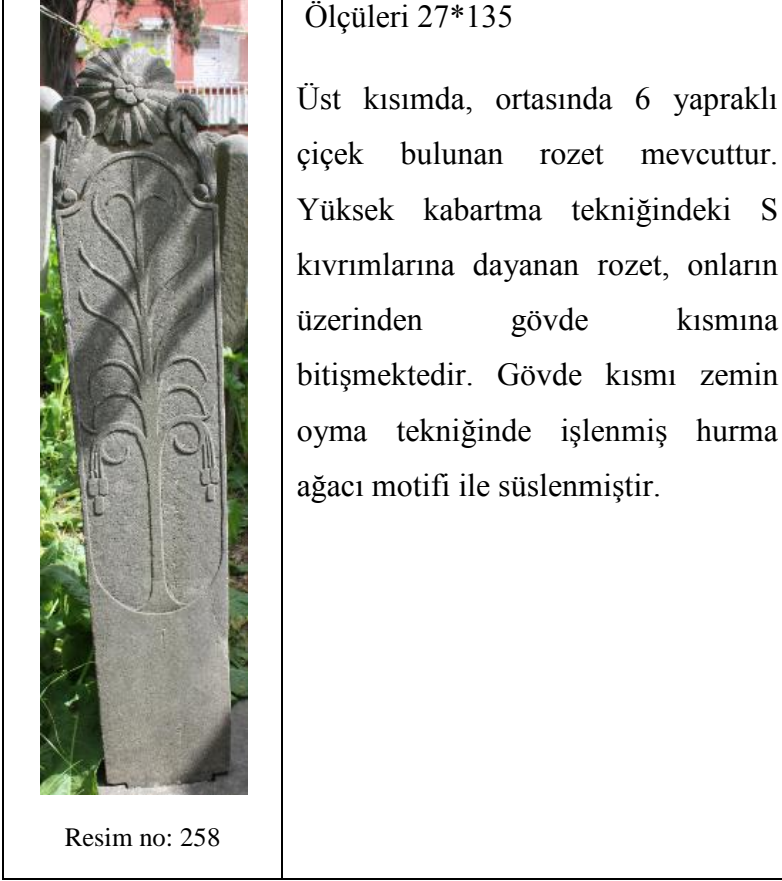 Ölçüleri 27*135
Üst kısımda, ortasında 6 yapraklı
çiçek bulunan rozet mevcuttur.
Yüksek kabartma tekniğindeki S
kıvrımlarına dayanan rozet, onların
üzerinden gövde kısmına
bitişmektedir. Gövde kısmı zemin
oyma tekniğinde işlenmiş hurma
ağacı motifi ile süslenmiştir.
Resim no: 258